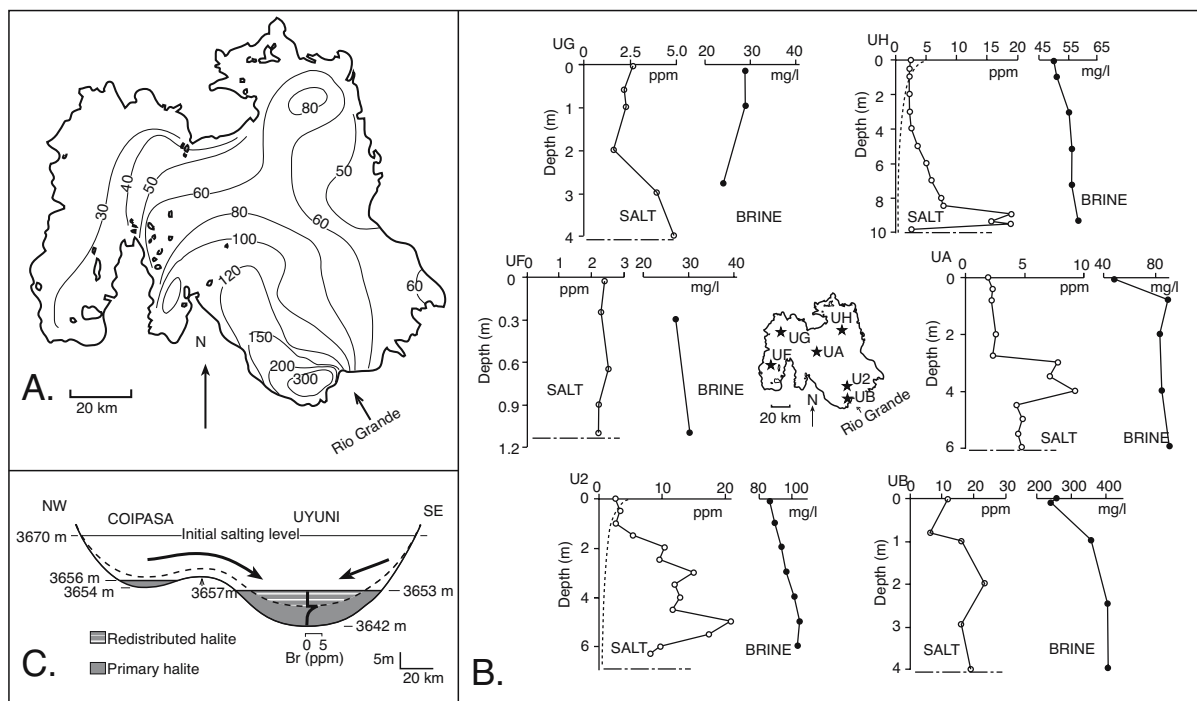 A.
80
50
40
50
30
60
80
60
100
120
60
150
200
300
N
20 km
Rio Grande
B.
UG
0 2.5 5.0
ppm
20 30 40
mg/l
Depth (m)
0
1
2
3
4
SALT
BRINE
UH
0 5 10 15 20
ppm
45 55 65
mg/l
Depth (m)
0
2
4
6
8
10
SALT
BRINE
UF
0 1 2 3
ppm
20 30 40
mg/l
Depth (m)
0
0.3
0.6
0.9
1.2
SALT
BRINE
UG
UH
UF
UA
U2
UB
20 km
N
Rio Grande
UA
0 5 10
ppm
40 80
mg/l
Depth (m)
0
2
4
6
SALT
BRINE
U2
0 10 20
ppm
60 100
mg/l
Depth (m)
0
2
4
6
SALT
BRINE
UB
0 10 20 30
ppm
200 300 400
mg/l
Depth (m)
0
1
2
3
4
SALT
BRINE
C.
NW
SE
COIPASA
UYUNI
3670 m
Initial salting level
3656 m
3654 m
3657m
3653 m
3642 m
Redistributed halite
Primary halite
0 5
Br (ppm)
5m
20 km